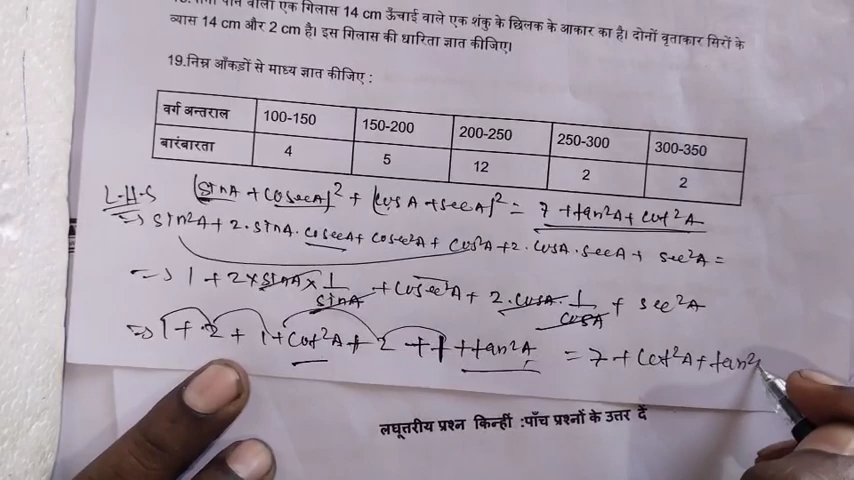 पानी पीने वाला एक गिलास 14 cm ऊँचाई वाले एक शंकु के छिन्नक के आकार का है। दोनों वृताकार सिरों के
व्यास 14 cm और 2 cm है। इस गिलास की धारिता ज्ञात कीजिए।
19.निम्न आँकड़ों से माध्य ज्ञात कीजिए :
वर्ग अन्तराल 100-150 150-200 200-250 250-300 300-350
बारंबारता 4 5 12 2 2
L.H.S (sinA + cosecA)² + (cosA + secA)² = 7 + tan²A + cot²A
=> sin²A + 2·sinA·cosecA + cosec²A + cos²A + 2·cosA·secA + sec²A =
=> 1 + 2 × sinA × 1/sinA + cosec²A + 2·cosA·1/cosA + sec²A
=> 1 + 2 + 1 + cot²A + 2 + 1 + tan²A = 7 + cot²A + tan²
लघूत्तरीय प्रश्न किन्हीं :पाँच प्रश्नों के उत्तर दें